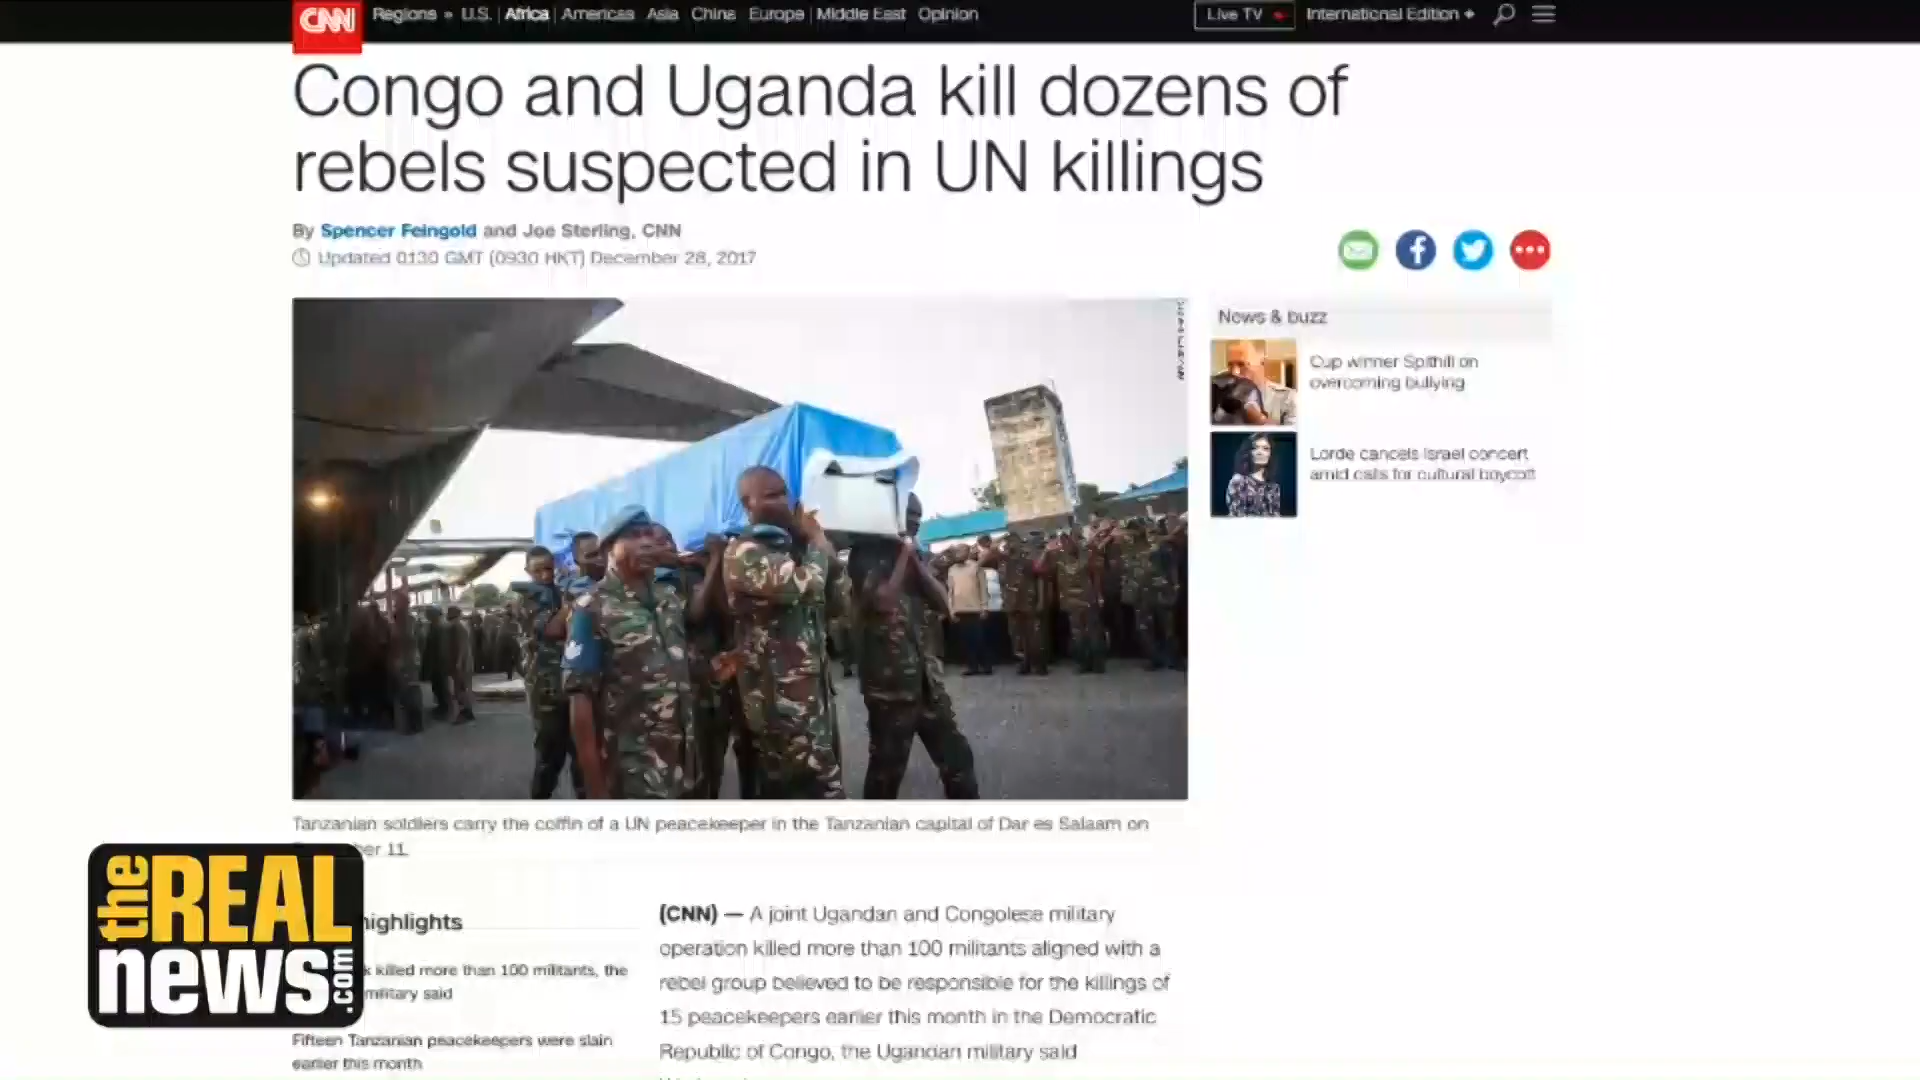 CNN Regions » U.S. Africa Americas Asia China Europe Middle East Opinion Live TV International Edition +
Congo and Uganda kill dozens of
rebels suspected in UN killings
By Spencer Feingold and Joe Sterling, CNN
Updated 0130 GMT (0930 HKT) December 28, 2017
News & buzz
Cup winner Spithill on
overcoming bullying
Lorde cancels Israel concert
amid calls for cultural boycott
Tanzanian soldiers carry the coffin of a UN peacekeeper in the Tanzanian capital of Dar es Salaam on
er 11.
highlights
k killed more than 100 militants, the
military said
Fifteen Tanzanian peacekeepers were slain
earlier this month
(CNN) — A joint Ugandan and Congolese military
operation killed more than 100 militants aligned with a
rebel group believed to be responsible for the killings of
15 peacekeepers earlier this month in the Democratic
Republic of Congo, the Ugandan military said
the REAL
news.com